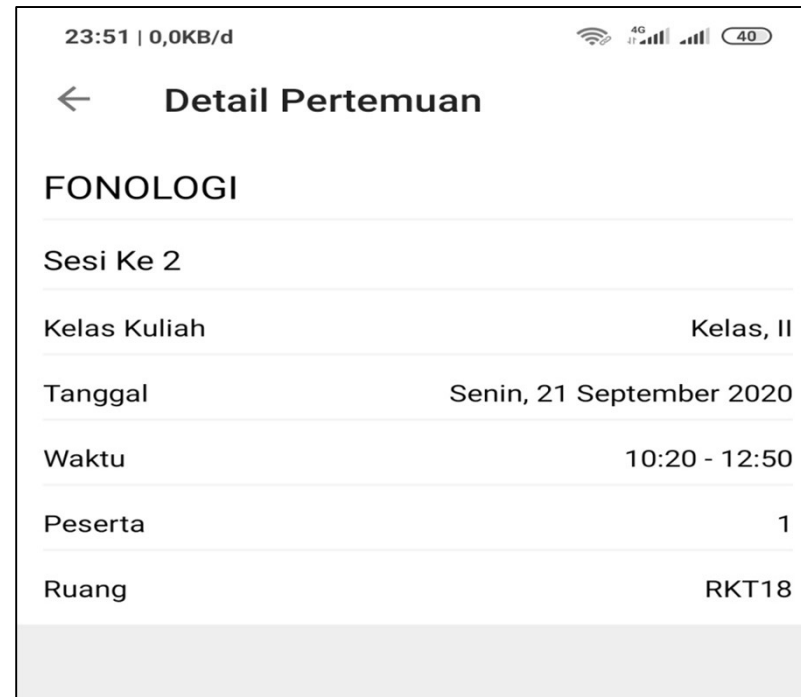 23:51 | 0,0KB/d 4G 40
Detail Pertemuan
FONOLOGI
Sesi Ke 2
Kelas Kuliah Kelas, II
Tanggal Senin, 21 September 2020
Waktu 10:20 - 12:50
Peserta 1
Ruang RKT18